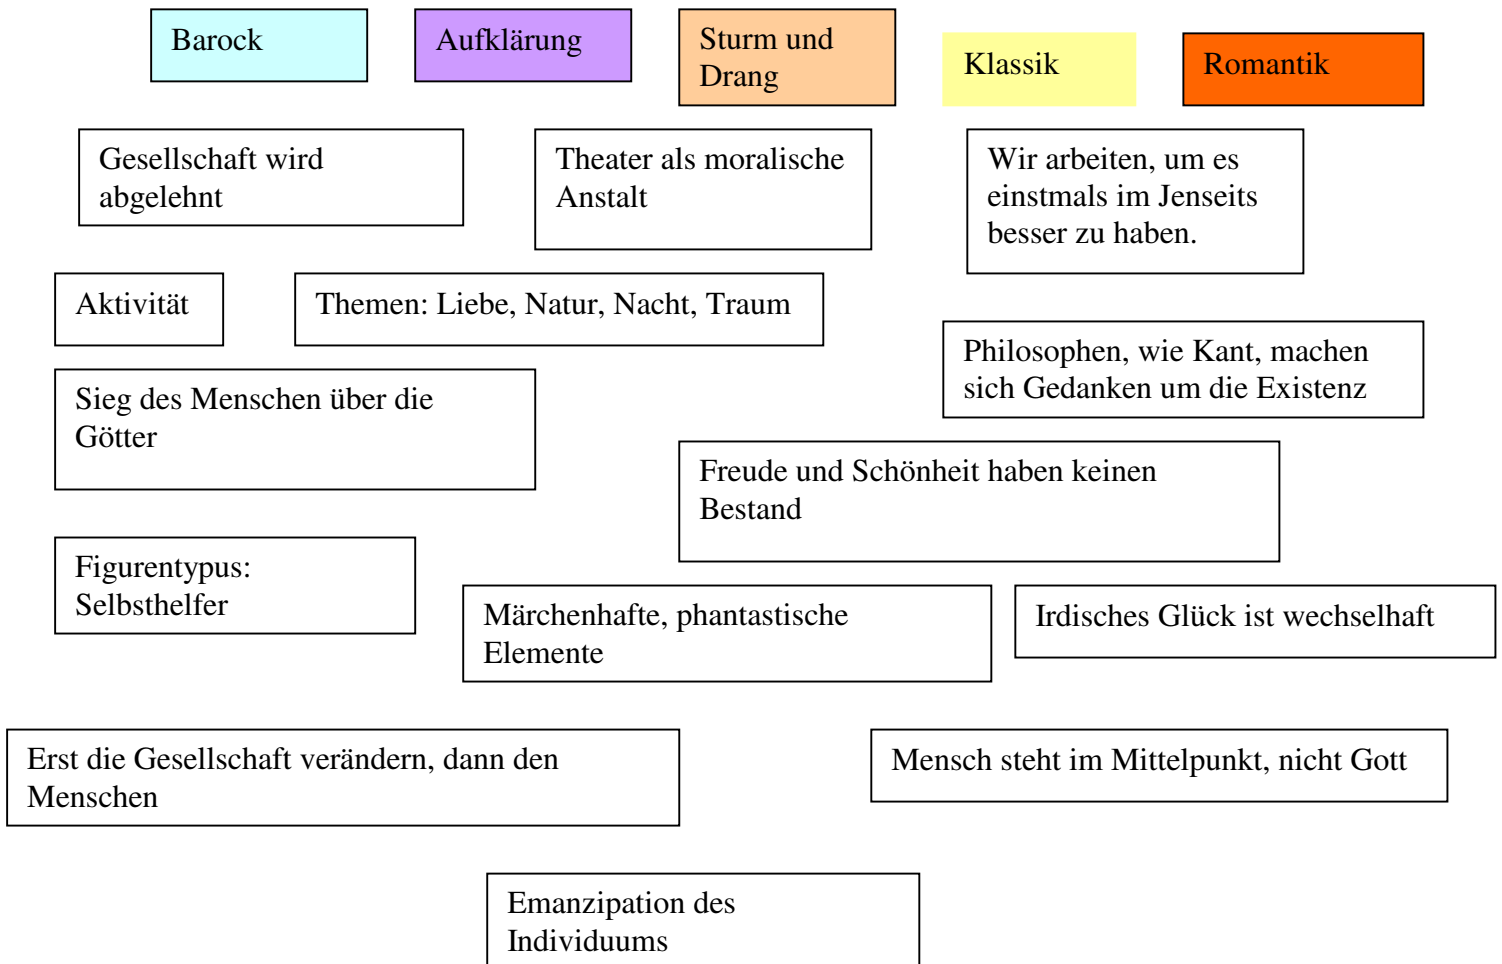 Barock
Aufklärung
Sturm und
Drang
Klassik
Romantik
Gesellschaft wird
abgelehnt
Theater als moralische
Anstalt
Wir arbeiten, um es
einstmals im Jenseits
besser zu haben.
Aktivität
Themen: Liebe, Natur, Nacht, Traum
Philosophen, wie Kant, machen
sich Gedanken um die Existenz
Sieg des Menschen über die
Götter
Freude und Schönheit haben keinen
Bestand
Figurentypus:
Selbsthelfer
Märchenhafte, phantastische
Elemente
Irdisches Glück ist wechselhaft
Erst die Gesellschaft verändern, dann den
Menschen
Mensch steht im Mittelpunkt, nicht Gott
Emanzipation des
Individuums